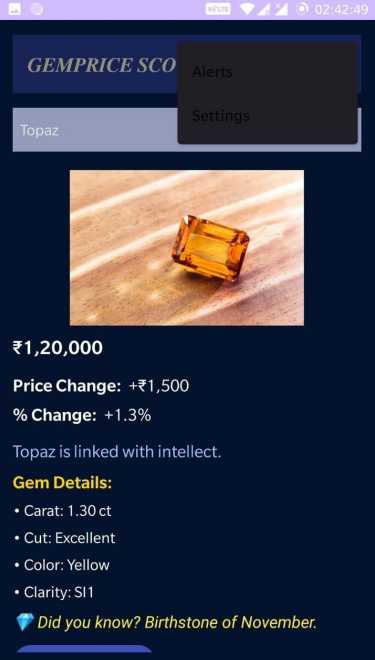 VoLTE 02:42:49
GEMPRICE SCO
Alerts
Settings
Topaz
₹1,20,000
Price Change: +₹1,500
% Change: +1.3%
Topaz is linked with intellect.
Gem Details:
• Carat: 1.30 ct
• Cut: Excellent
• Color: Yellow
• Clarity: SI1
💎 Did you know? Birthstone of November.